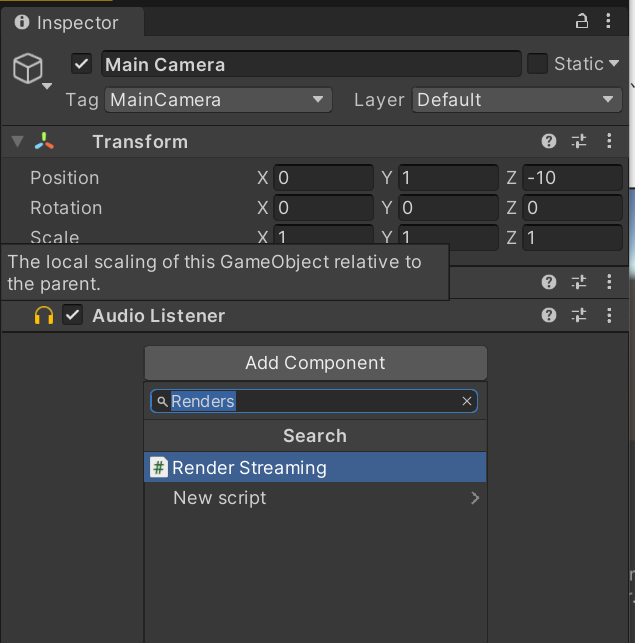 Inspector
Main Camera
Static
Tag MainCamera Layer Default
Transform
Position X 0 Y 1 Z -10
Rotation X 0 Y 0 Z 0
Scale X 1 Y 1 Z 1
The local scaling of this GameObject relative to
the parent.
Audio Listener
Add Component
Renders
Search
# Render Streaming
New script